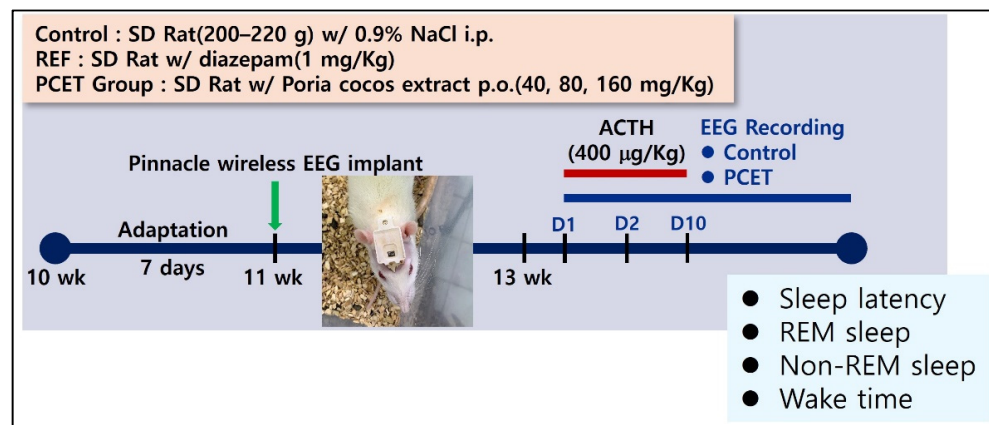 Control : SD Rat(200–220 g) w/ 0.9% NaCl i.p.
REF : SD Rat w/ diazepam(1 mg/Kg)
PCET Group : SD Rat w/ Poria cocos extract p.o.(40, 80, 160 mg/Kg)
ACTH
(400 μg/Kg)
EEG Recording
● Control
● PCET
Pinnacle wireless EEG implant
Adaptation
7 days
10 wk
11 wk
13 wk
D1
D2
D10
● Sleep latency
● REM sleep
● Non-REM sleep
● Wake time